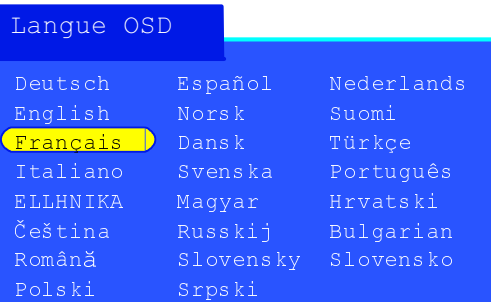 Langue OSD
Deutsch Español Nederlands
English Norsk Suomi
Français Dansk Türkçe
Italiano Svenska Português
ELLHNIKA Magyar Hrvatski
Čeština Russkij Bulgarian
Română Slovensky Slovensko
Polski Srpski